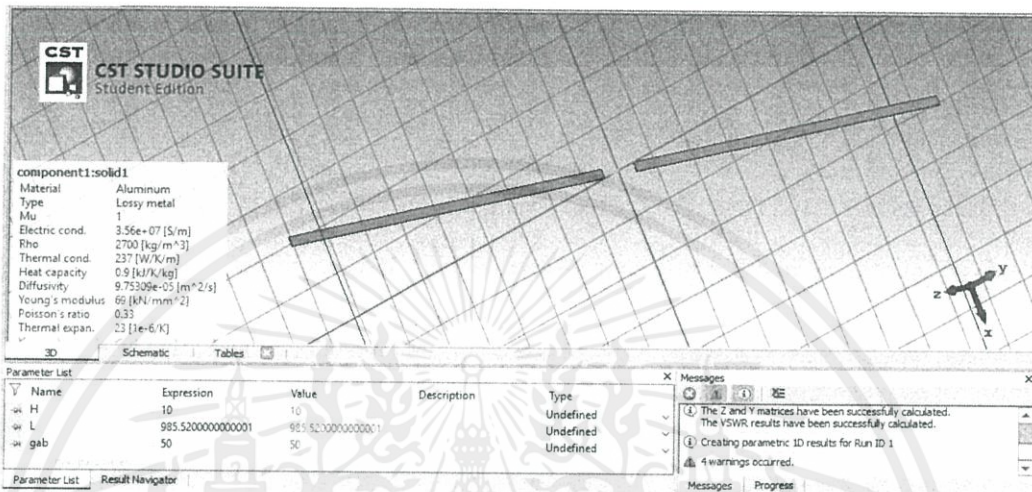 CST
CST STUDIO SUITE
Student Edition
component1:solid1
Material Aluminum
Type Lossy metal
Mu 1
Electric cond. 3.56e+07 [S/m]
Rho 2700 [kg/m^3]
Thermal cond. 237 [W/K/m]
Heat capacity 0.9 [kJ/K/kg]
Diffusivity 9.75309e-05 [m^2/s]
Young's modulus 69 [kN/mm^2]
Poisson's ratio 0.33
Thermal expan. 23 [1e-6/K]
z
y
x
3D Schematic Tables
Parameter List
Name Expression Value Description Type
H 10 10 Undefined
L 985.5200000000001 985.5200000000001 Undefined
gab 50 50 Undefined
Parameter List Result Navigator
Messages
The Z and Y matrices have been successfully calculated.
The VSWR results have been successfully calculated.
Creating parametric 1D results for Run ID 1
4 warnings occurred.
Messages Progress